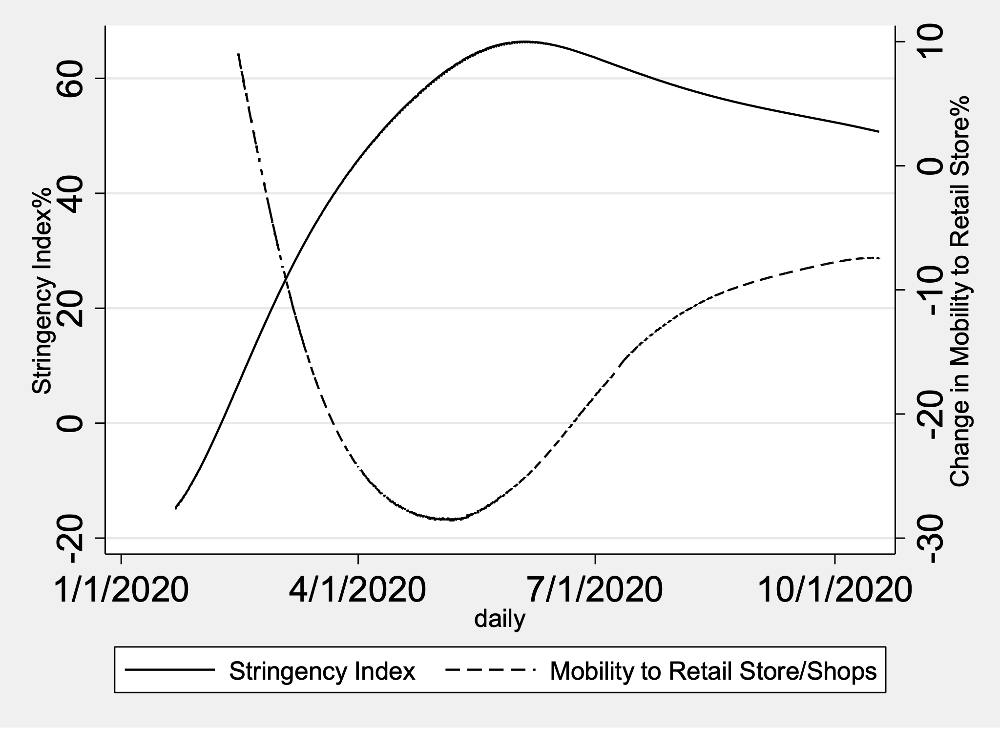 Stringency Index%
60
40
20
0
-20
10
0
-10
-20
-30
Change in Mobility to Retail Store%
1/1/2020
4/1/2020
7/1/2020
10/1/2020
daily
Stringency Index
Mobility to Retail Store/Shops